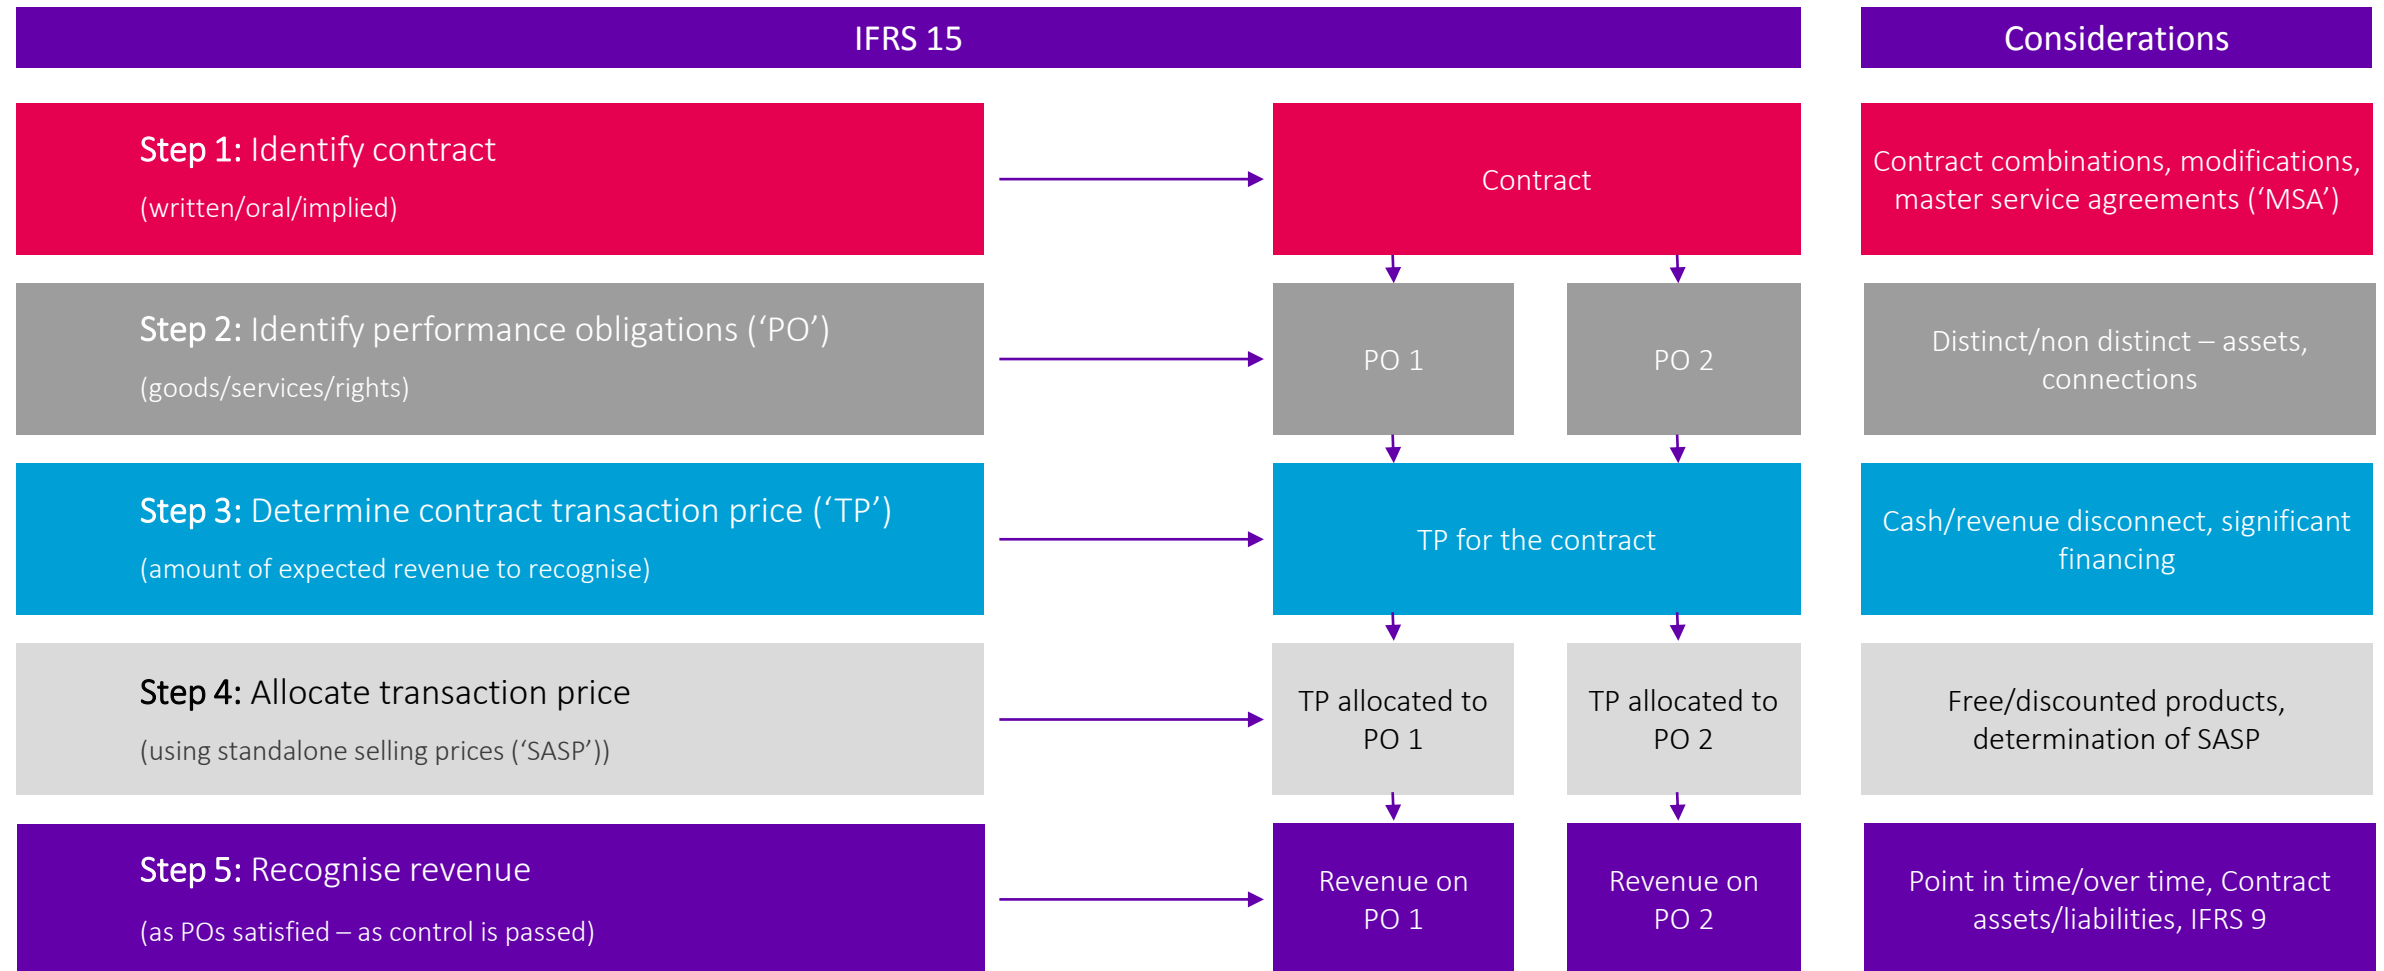 IFRS 15
Considerations
Step 1: Identify contract
(written/oral/implied)
Contract
Contract combinations, modifications,
master service agreements (‘MSA’)
Step 2: Identify performance obligations (‘PO’)
(goods/services/rights)
PO 1
PO 2
Distinct/non distinct – assets,
connections
Step 3: Determine contract transaction price (‘TP’)
(amount of expected revenue to recognise)
TP for the contract
Cash/revenue disconnect, significant
financing
Step 4: Allocate transaction price
(using standalone selling prices (‘SASP’))
TP allocated to
PO 1
TP allocated to
PO 2
Free/discounted products,
determination of SASP
Step 5: Recognise revenue
(as POs satisfied – as control is passed)
Revenue on
PO 1
Revenue on
PO 2
Point in time/over time, Contract
assets/liabilities, IFRS 9